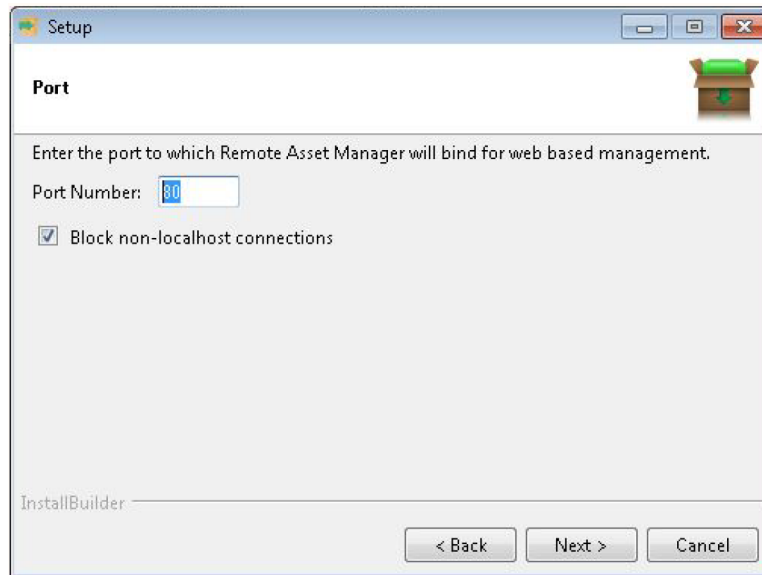 Setup
Port
Enter the port to which Remote Asset Manager will bind for web based management.
Port Number: 80
Block non-localhost connections
InstallBuilder
< Back Next > Cancel